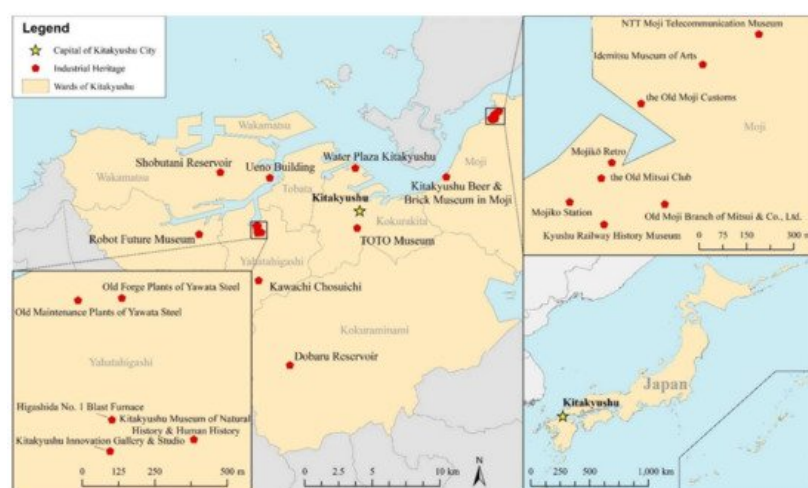 Legend
Capital of Kitakyushu City
Industrial Heritage
Wards of Kitakyushu
Wakamatsu
Shobutani Reservoir
Ueno Building
Water Plaza Kitakyushu
Wakamatsu
Tobata
Moji
Kitakyushu Beer &
Brick Museum in Moji
Kitakyushu
Kokurakita
Robot Future Museum
TOTO Museum
Yahatahigashi
Kawachi Chosuichi
Kokuraminami
Dobaru Reservoir
0 2.5 5 10 km
N
Old Forge Plants of Yawata Steel
Old Maintenance Plants of Yawata Steel
Yahatahigashi
Higashida No. 1 Blast Furnace
Kitakyushu Museum of Natural
History & Human History
Kitakyushu Innovation Gallery & Studio
0 125 250 500 m
NTT Moji Telecommunication Museum
Idemitsu Museum of Arts
the Old Moji Customs
Moji
Mojikō Retro
the Old Mitsui Club
Mojiko Station
Old Moji Branch of Mitsui & Co., Ltd.
Kyushu Railway History Museum
0 75 150 300 m
Japan
Kitakyushu
0 300 600 1,000 km